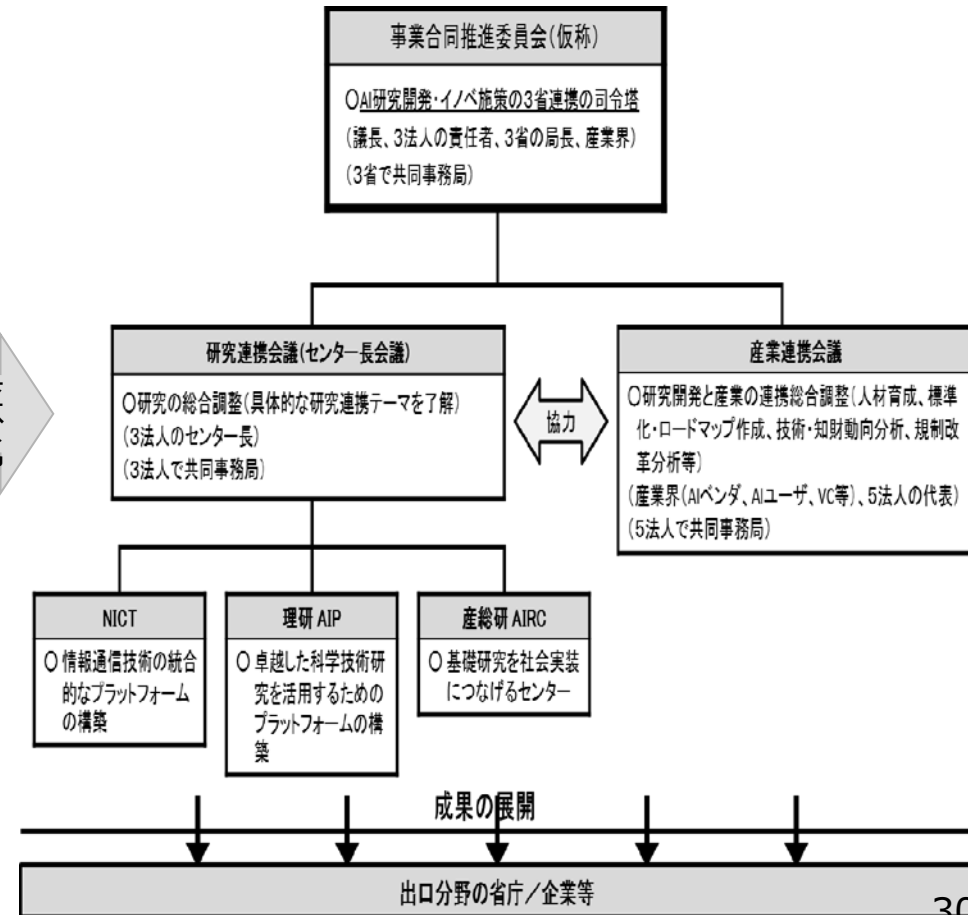 事業合同推進委員会(仮称)
○AI研究開発・イノベ施策の3省連携の司令塔
(議長、3法人の責任者、3省の局長、産業界)
(3省で共同事務局)
研究連携会議(センター長会議)
○研究の総合調整(具体的な研究連携テーマを了解)
(3法人のセンター長)
(3法人で共同事務局)
協力
産業連携会議
○研究開発と産業の連携総合調整(人材育成、標準
化・ロードマップ作成、技術・知財動向分析、規制改
革分析等)
(産業界(AIベンダ、AIユーザ、VC等)、5法人の代表)
(5法人で共同事務局)
NICT
○ 情報通信技術の統合
的なプラットフォーム
の構築
理研 AIP
○ 卓越した科学技術研
究を活用するための
プラットフォームの構
築
産総研 AIRC
○ 基礎研究を社会実装
につなげるセンター
成果の展開
出口分野の省庁/企業等
30